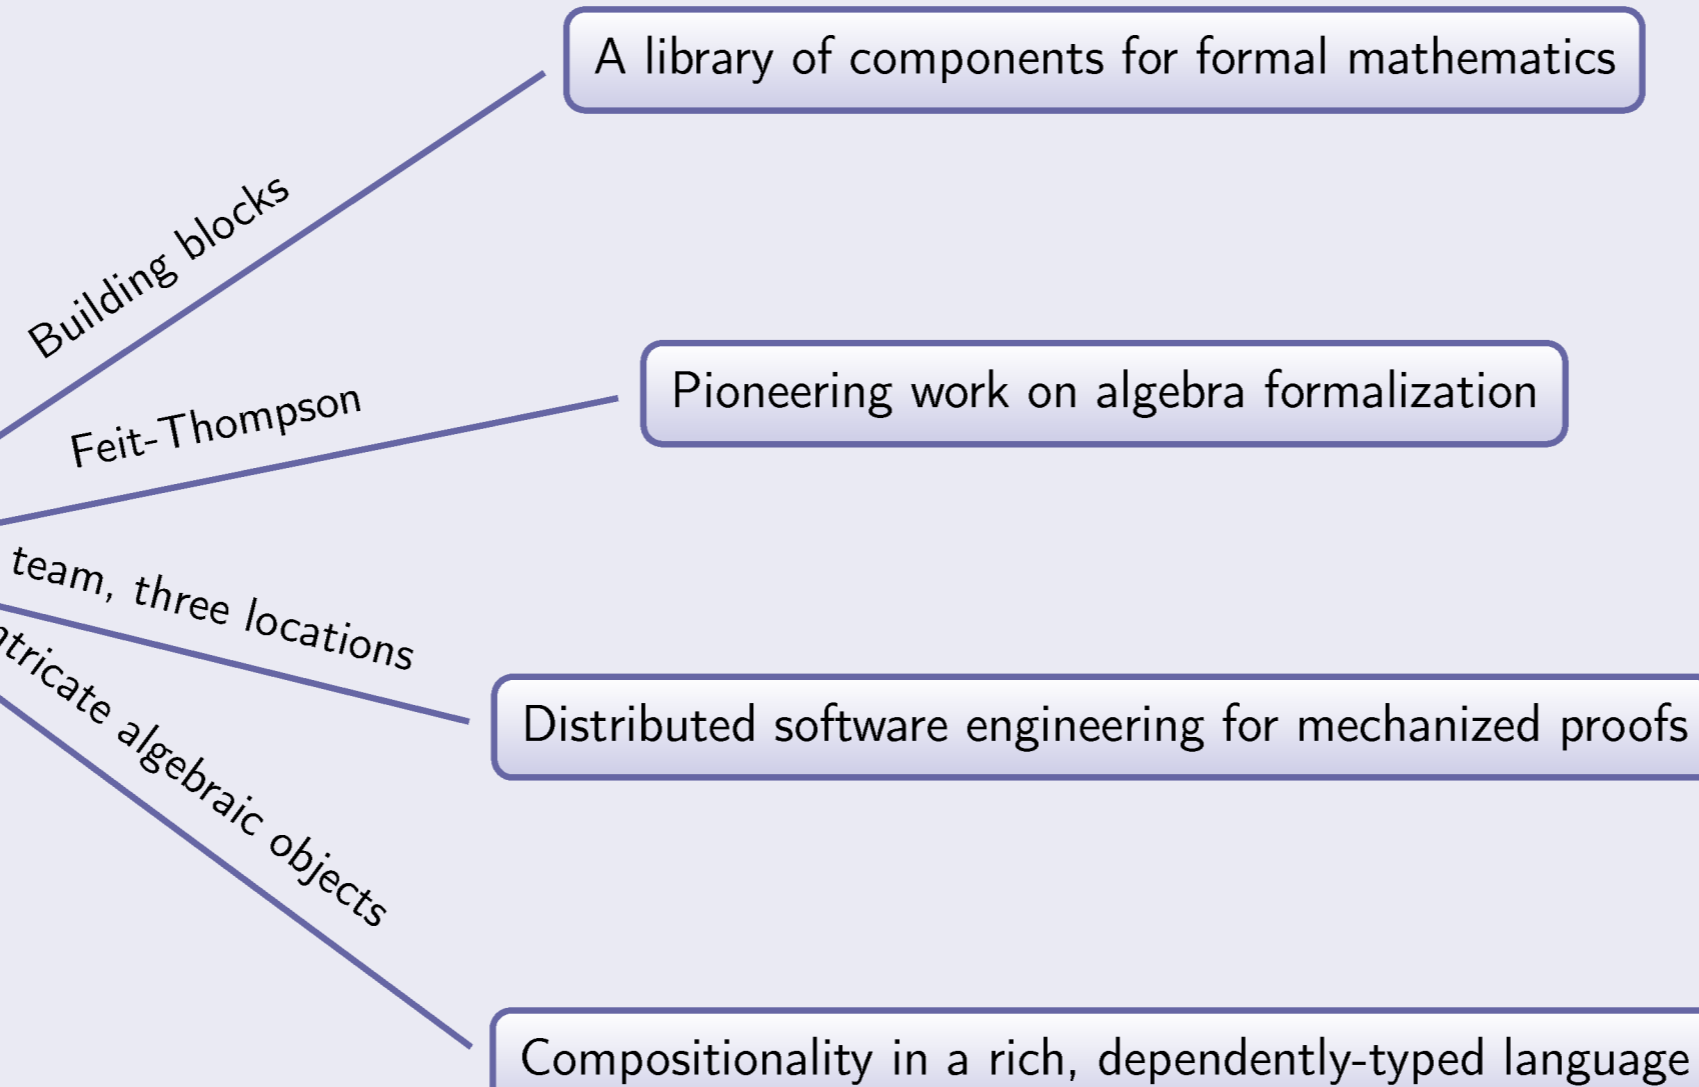 A library of components for formal mathematics
Building blocks
Pioneering work on algebra formalization
Feit-Thompson
team, three locations
Distributed software engineering for mechanized proofs
algebraic objects
Compositionality in a rich, dependently-typed language